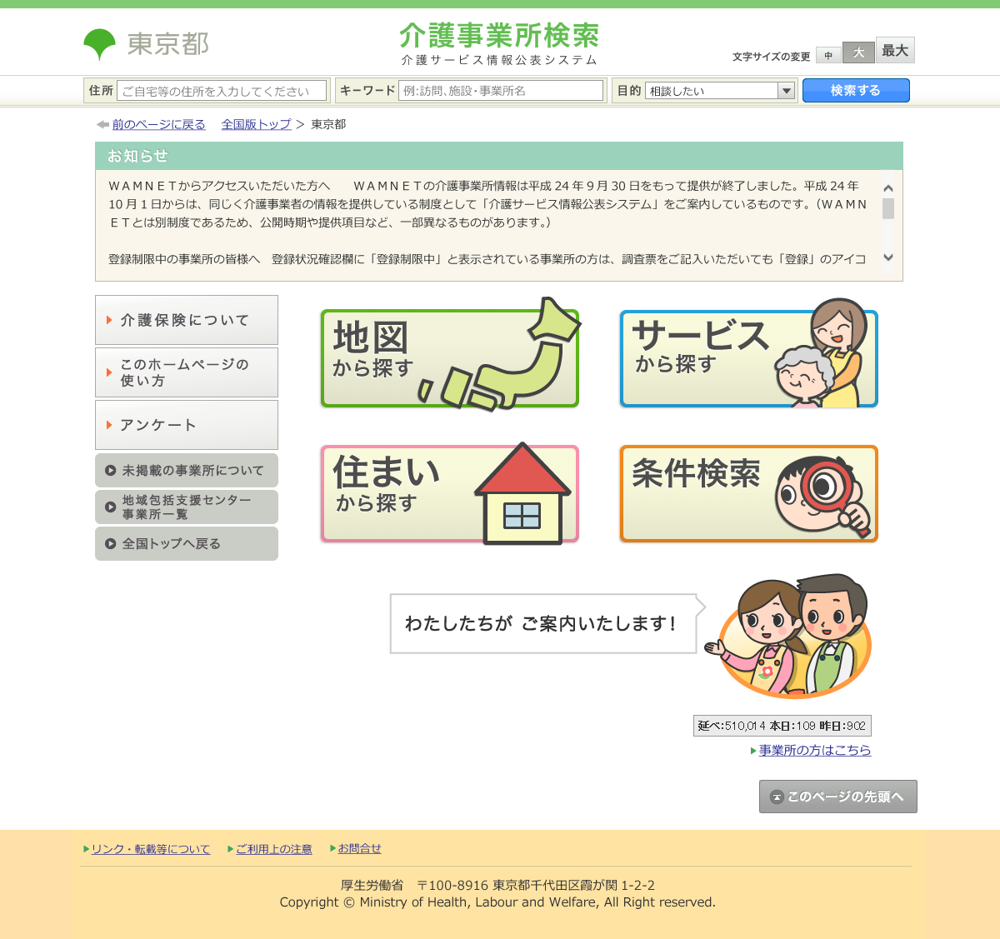 東京都
介護事業所検索
介護サービス情報公表システム
文字サイズの変更 中 大 最大
住所 ご自宅等の住所を入力してください キーワード 例:訪問、施設・事業所名 目的 相談したい 検索する
前のページに戻る 全国版トップ ＞ 東京都
お知らせ
ＷＡＭＮＥＴからアクセスいただいた方へ　　ＷＡＭＮＥＴの介護事業所情報は平成 24 年 9 月 30 日をもって提供が終了しました。平成 24 年
10 月 1 日からは、同じく介護事業者の情報を提供している制度として「介護サービス情報公表システム」をご案内しているものです。（ＷＡＭＮ
ＥＴとは別制度であるため、公開時期や提供項目など、一部異なるものがあります。）
登録制限中の事業所の皆様へ　登録状況確認欄に「登録制限中」と表示されている事業所の方は、調査票をご記入いただいても「登録」のアイコ
介護保険について
このホームページの
使い方
アンケート
未掲載の事業所について
地域包括支援センター
事業所一覧
全国トップへ戻る
地図
から探す
サービス
から探す
住まい
から探す
条件検索
わたしたちが ご案内いたします！
延べ:510,014 本日:109 昨日:902
事業所の方はこちら
このページの先頭へ
リンク・転載等について ご利用上の注意 お問合せ
厚生労働省　〒100-8916 東京都千代田区霞が関 1-2-2
Copyright © Ministry of Health, Labour and Welfare, All Right reserved.